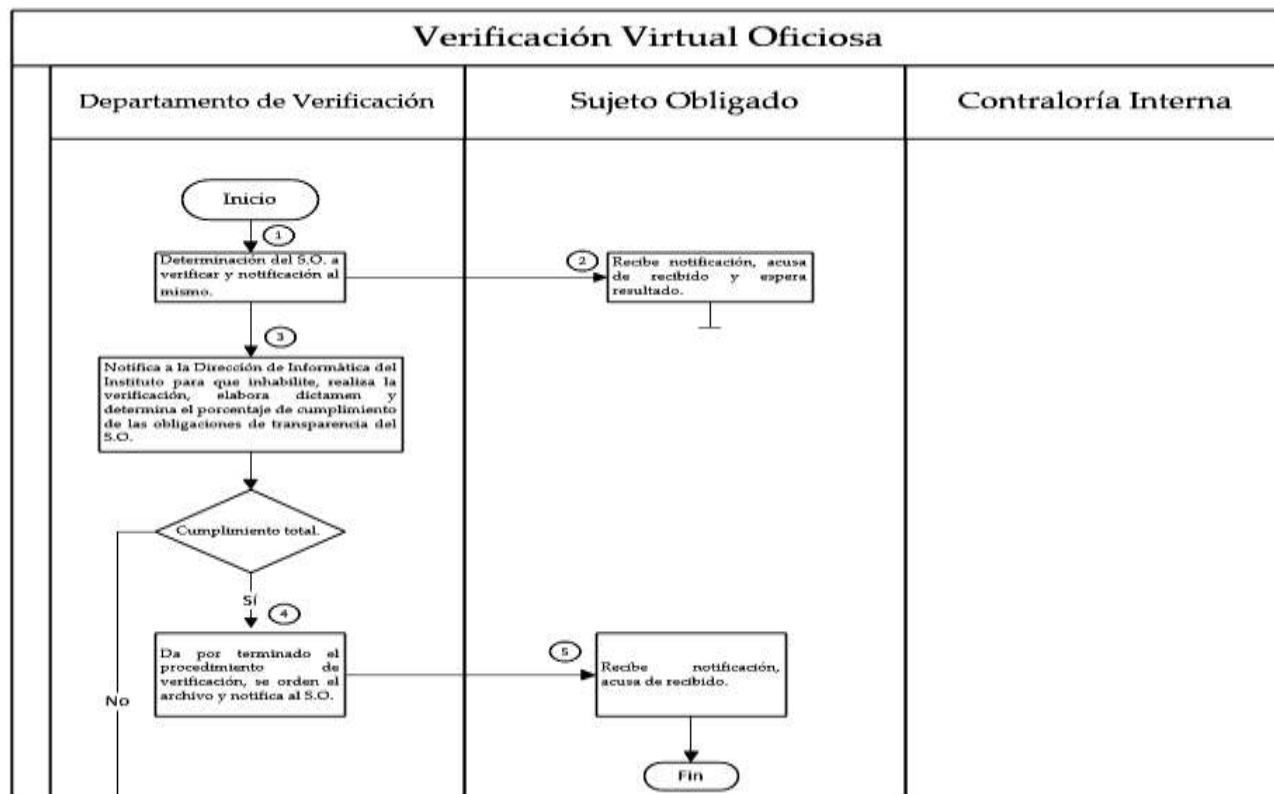 Verificación Virtual Oficiosa
Departamento de Verificación
Sujeto Obligado
Contraloría Interna
Inicio
1
Determinación del S.O. a
verificar y notificación al
mismo.
2
Recibe notificación, acusa
de recibido y espera
resultado.
3
Notifica a la Dirección de Informática del
Instituto para que inhabilite, realiza la
verificación, elabora dictamen y
determina el porcentaje de cumplimiento
de las obligaciones de transparencia del
S.O.
Cumplimiento total.
Sí
4
Da por terminado el
procedimiento de
verificación, se orden el
archivo y notifica al S.O.
5
Recibe notificación,
acusa de recibido.
No
Fin